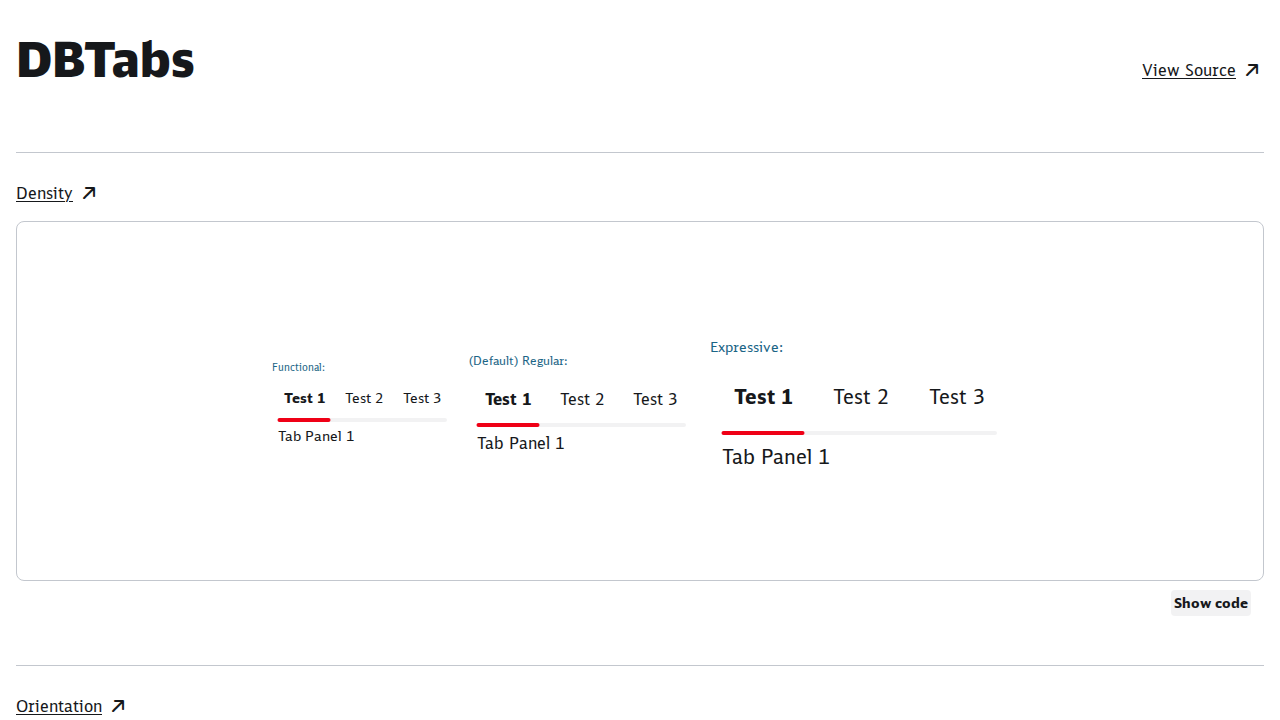 DBTabs
View Source
Density
Functional:
Test 1 Test 2 Test 3
Tab Panel 1
(Default) Regular:
Test 1 Test 2 Test 3
Tab Panel 1
Expressive:
Test 1 Test 2 Test 3
Tab Panel 1
Show code
Orientation